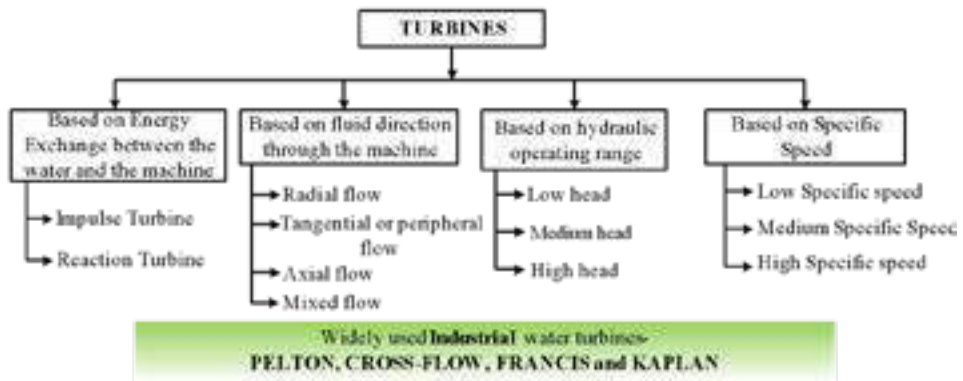 TURBINES
Based on Energy
Exchange between the
water and the machine
Impulse Turbine
Reaction Turbine
Based on fluid direction
through the machine
Radial flow
Tangential or peripheral
flow
Axial flow
Mixed flow
Based on hydraulic
operating range
Low head
Medium head
High head
Based on Specific
Speed
Low Specific speed
Medium Specific Speed
High Specific speed
Widely used Industrial water turbines-
PELTON, CROSS-FLOW, FRANCIS and KAPLAN